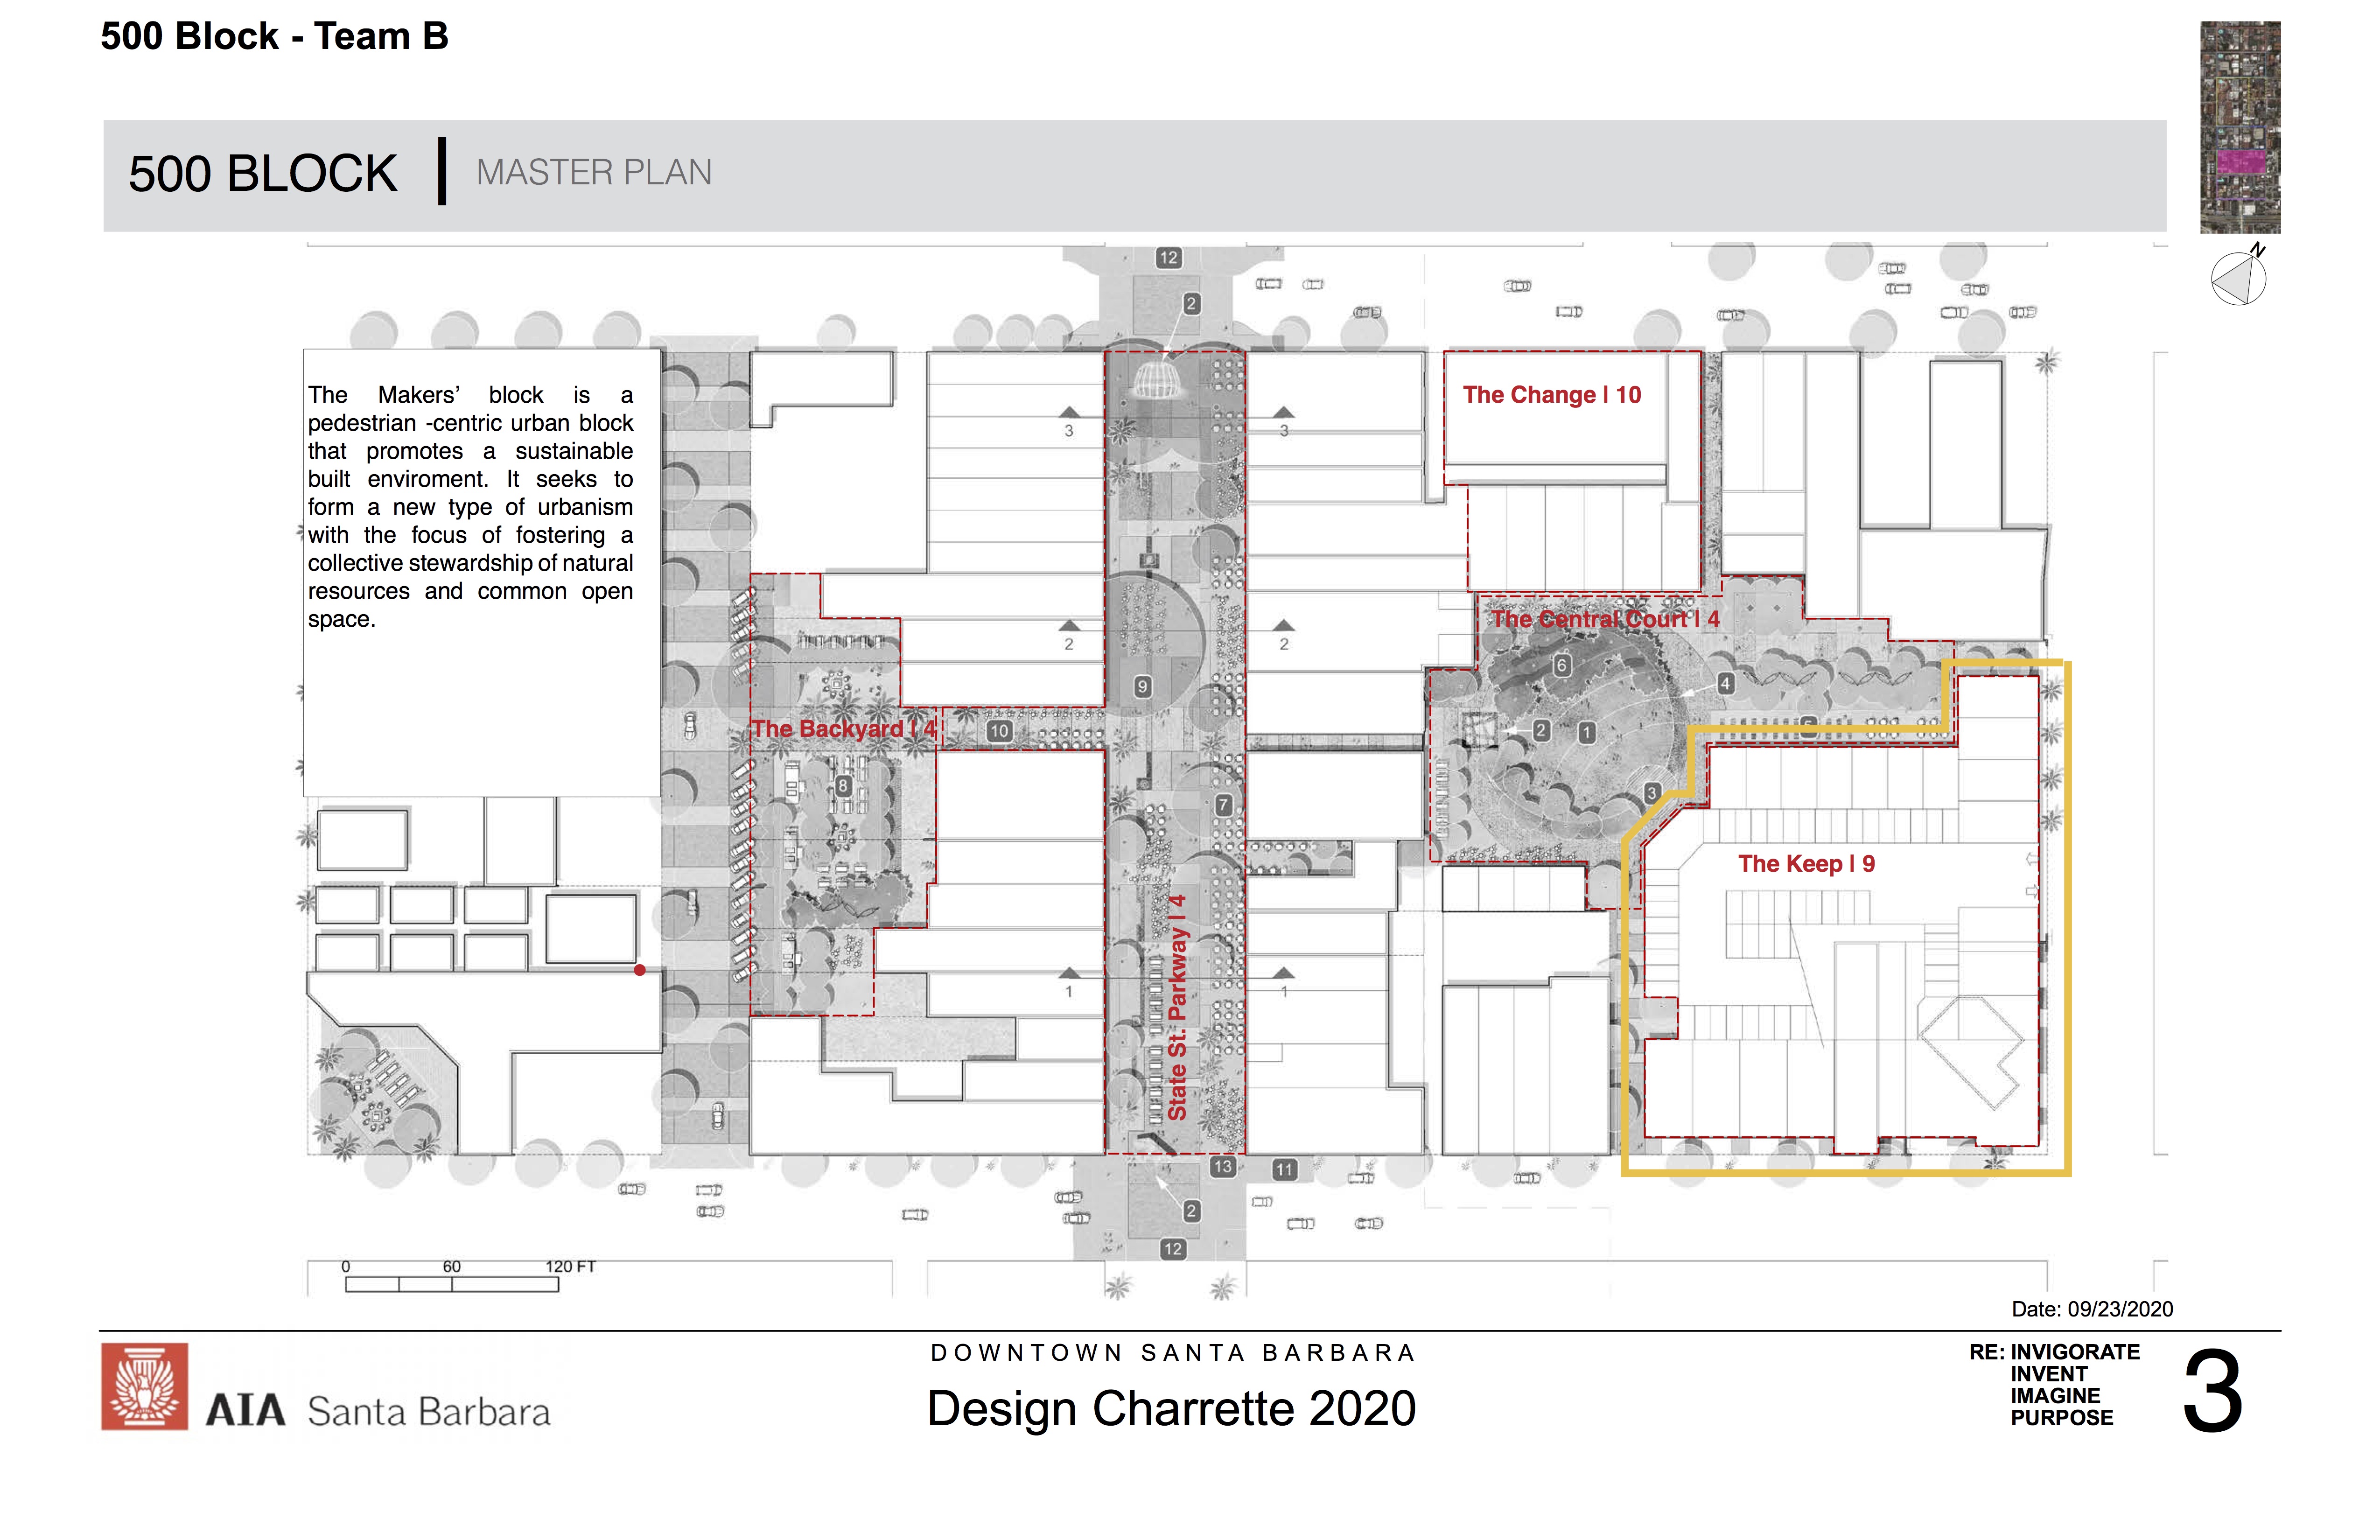 500 Block - Team B
500 BLOCK | MASTER PLAN
N
12
2
The Makers’ block is a
pedestrian -centric urban block
that promotes a sustainable
built enviroment. It seeks to
form a new type of urbanism
with the focus of fostering a
collective stewardship of natural
resources and common open
space.
The Change | 10
3
3
The Central Court | 4
2
2
6
4
9
The Backyard | 4
10
2
1
5
8
3
7
The Keep | 9
State St. Parkway | 4
1
1
13
11
2
12
0 60 120 FT
Date: 09/23/2020
AIA Santa Barbara
DOWNTOWN SANTA BARBARA
Design Charrette 2020
RE: INVIGORATE
INVENT
IMAGINE
PURPOSE
3